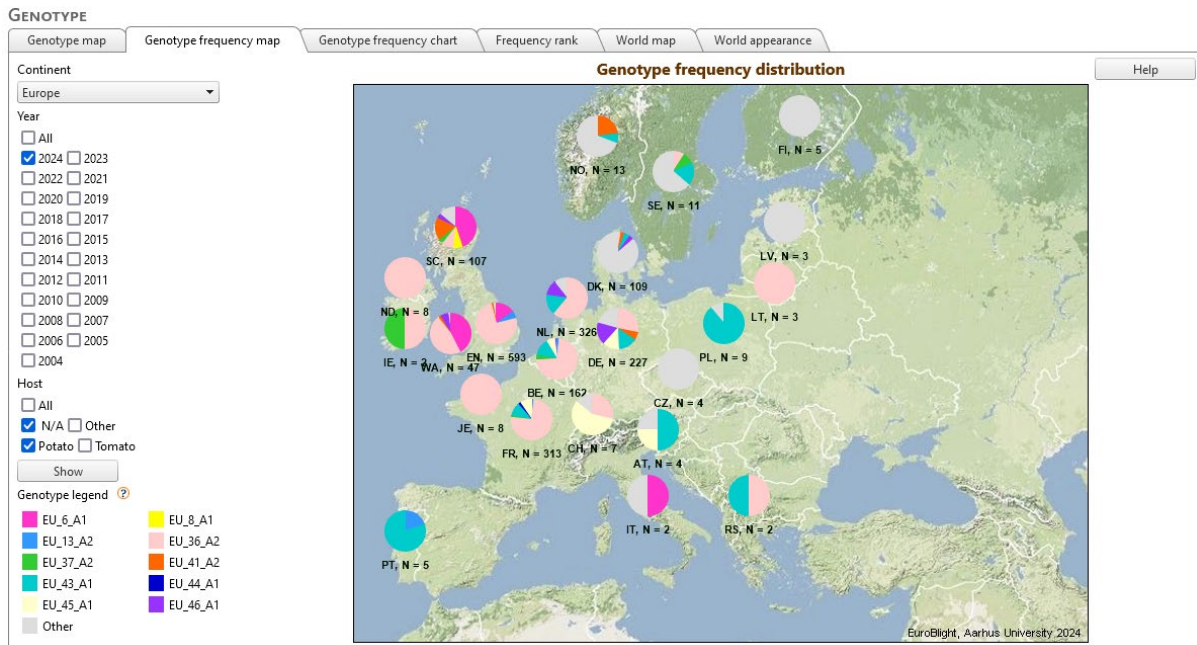 GENOTYPE
Genotype map Genotype frequency map Genotype frequency chart Frequency rank World map World appearance
Continent
Europe
Year
All
2024 2023
2022 2021
2020 2019
2018 2017
2016 2015
2014 2013
2012 2011
2010 2009
2008 2007
2006 2005
2004
Host
All
N/A Other
Potato Tomato
Show
Genotype legend ?
EU_6_A1 EU_8_A1
EU_13_A2 EU_36_A2
EU_37_A2 EU_41_A2
EU_43_A1 EU_44_A1
EU_45_A1 EU_46_A1
Other
Genotype frequency distribution
Help
FI, N = 5
NO, N = 13
SE, N = 11
LV, N = 3
SC, N = 107
DK, N = 109
ND, N = 8
LT, N = 3
NL, N = 326
EN, N = 593
PL, N = 9
DE, N = 227
IE, N = 2
WA, N = 47
BE, N = 162
CZ, N = 4
JE, N = 8
CH, N = 7
FR, N = 313
AT, N = 4
IT, N = 2
RS, N = 2
PT, N = 5
EuroBlight, Aarhus University 2024